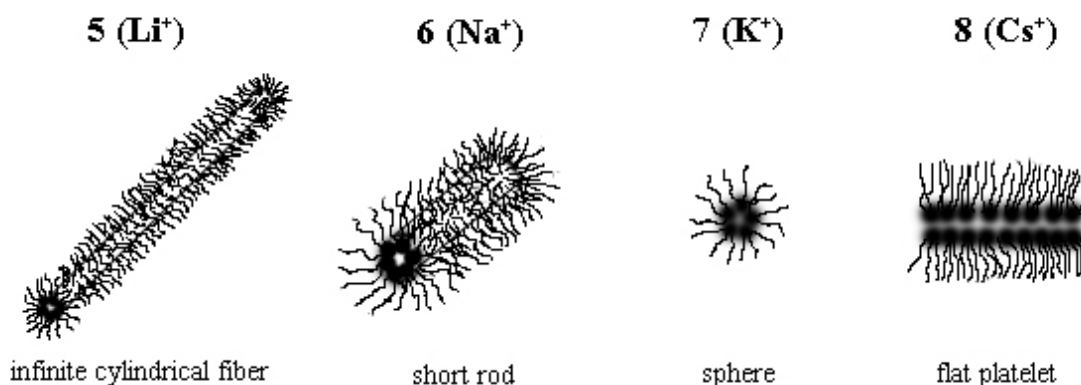 5 (Li⁺) 6 (Na⁺) 7 (K⁺) 8 (Cs⁺)
infinite cylindrical fiber short rod sphere flat platelet